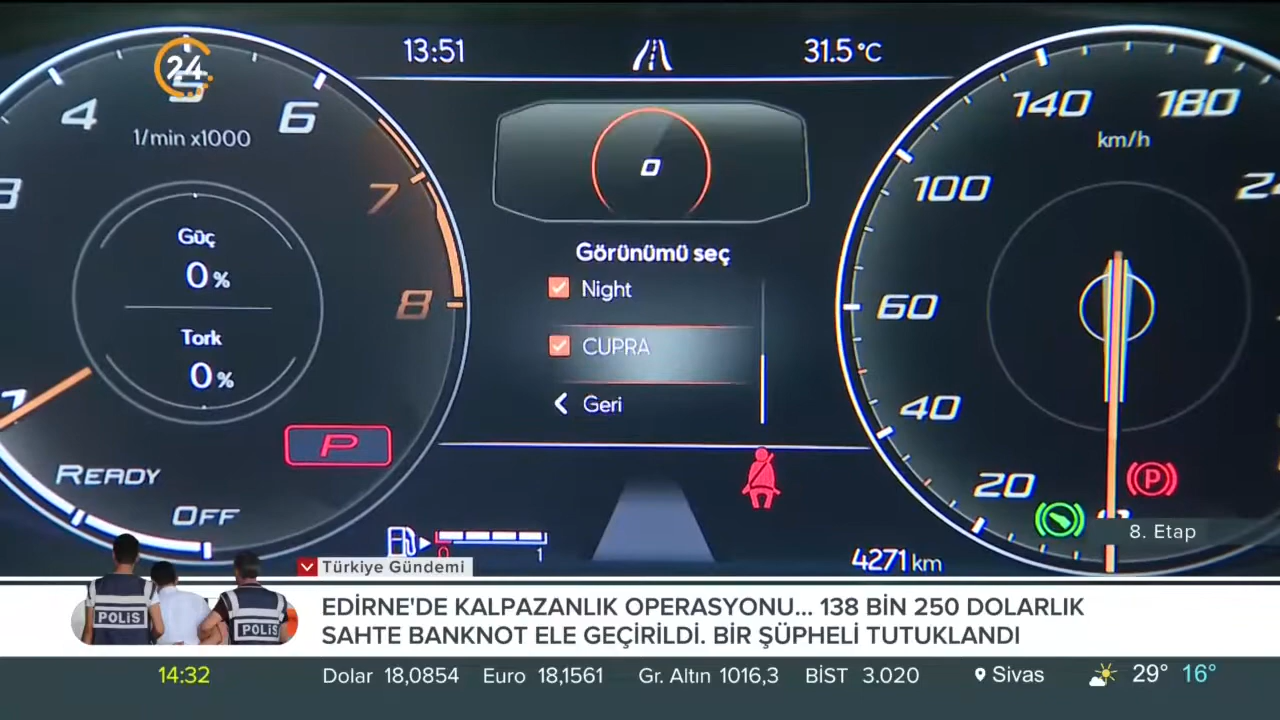 13:51
31.5°C
24
4
5
6
7
8
1/min x1000
Güç
0 %
Tork
0 %
P
READY
OFF
0
Görünümü seç
Night
CUPRA
Geri
0
1
4271 km
140
180
km/h
100
60
40
20
P
8. Etap
Türkiye Gündemi
POLİS
POLİS
EDİRNE'DE KALPAZANLIK OPERASYONU... 138 BİN 250 DOLARLIK
SAHTE BANKNOT ELE GEÇİRİLDİ. BİR ŞÜPHELİ TUTUKLANDI
14:32
Dolar 18,0854 Euro 18,1561 Gr. Altın 1016,3 BİST 3.020
Sivas
29° 16°